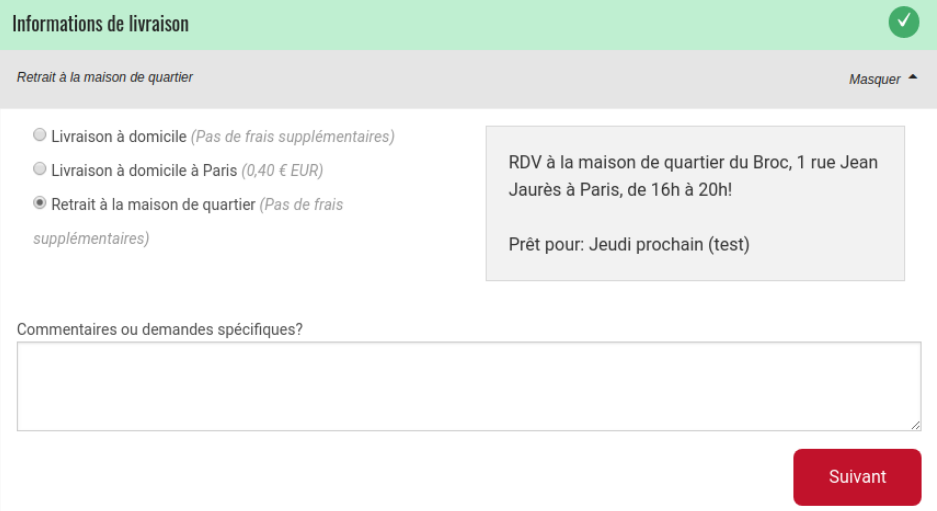 Informations de livraison
Retrait à la maison de quartier
Masquer
Livraison à domicile (Pas de frais supplémentaires)
Livraison à domicile à Paris (0,40 € EUR)
Retrait à la maison de quartier (Pas de frais
supplémentaires)
RDV à la maison de quartier du Broc, 1 rue Jean
Jaurès à Paris, de 16h à 20h!
Prêt pour: Jeudi prochain (test)
Commentaires ou demandes spécifiques?
Suivant